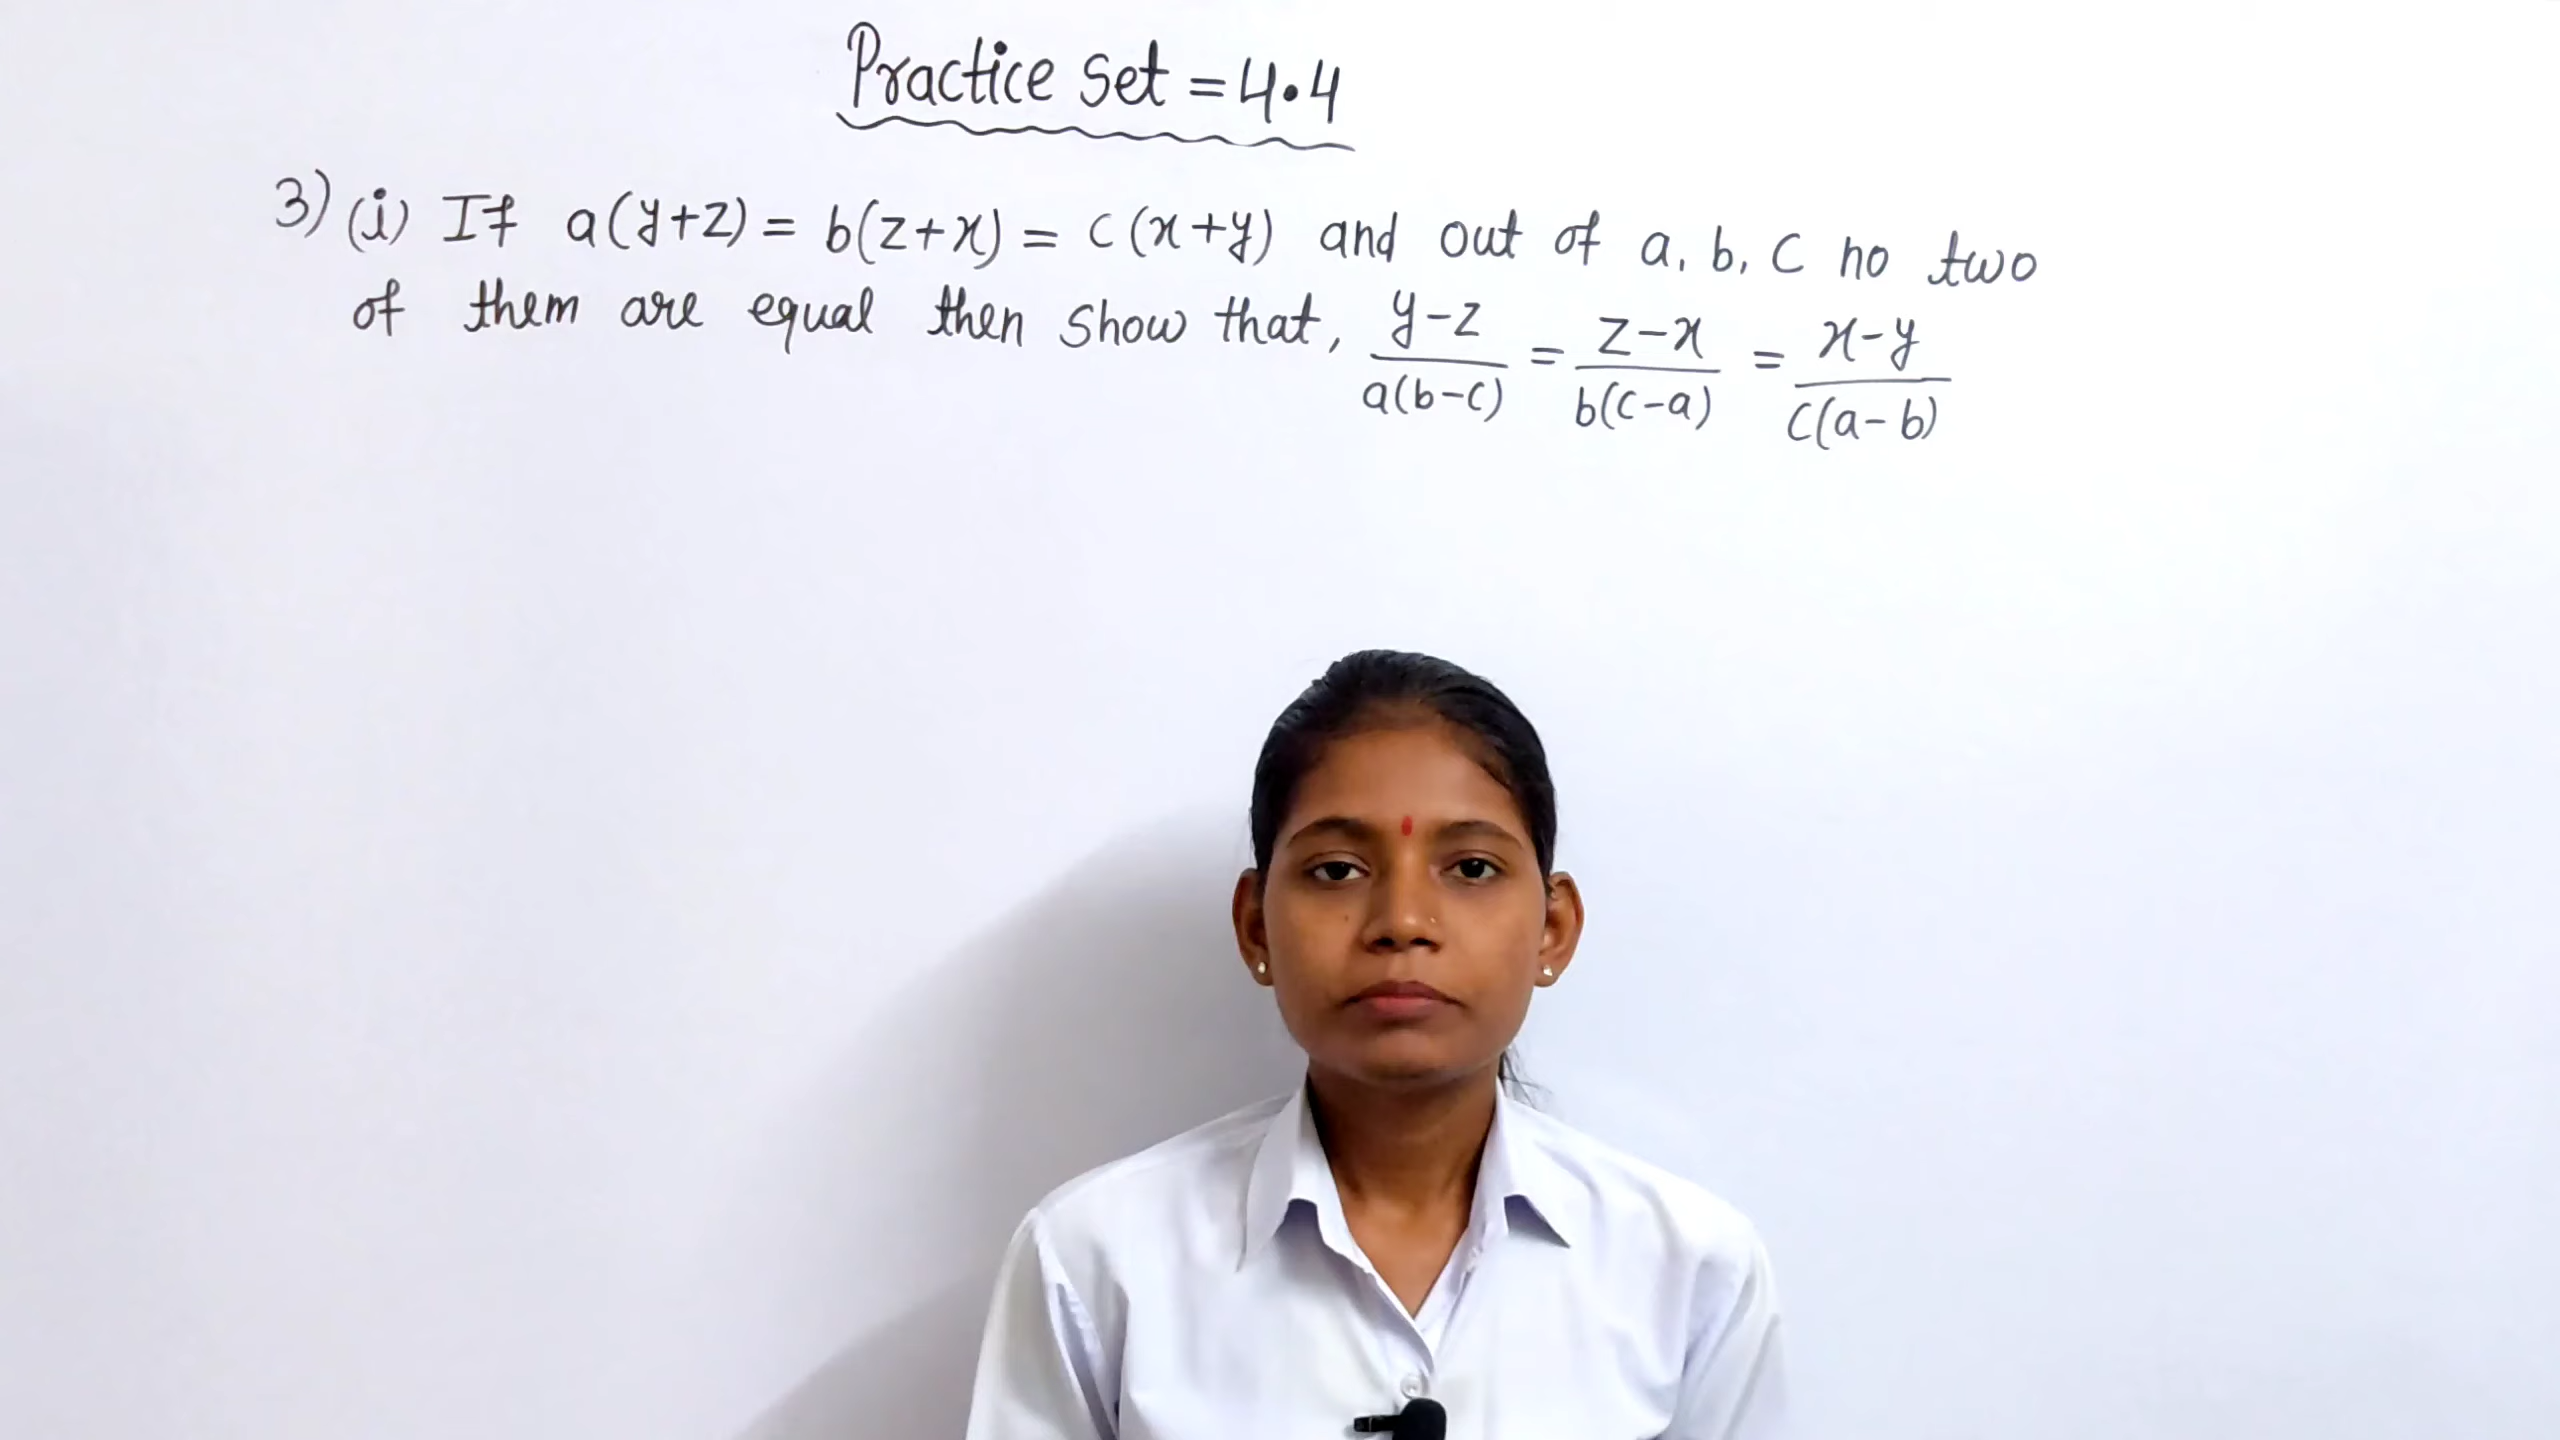 Practice Set = 4.4
3) (i) If a(y+z) = b(z+x) = c(x+y) and out of a, b, c no two
of them are equal then show that, y-z/a(b-c) = z-x/b(c-a) = x-y/c(a-b)